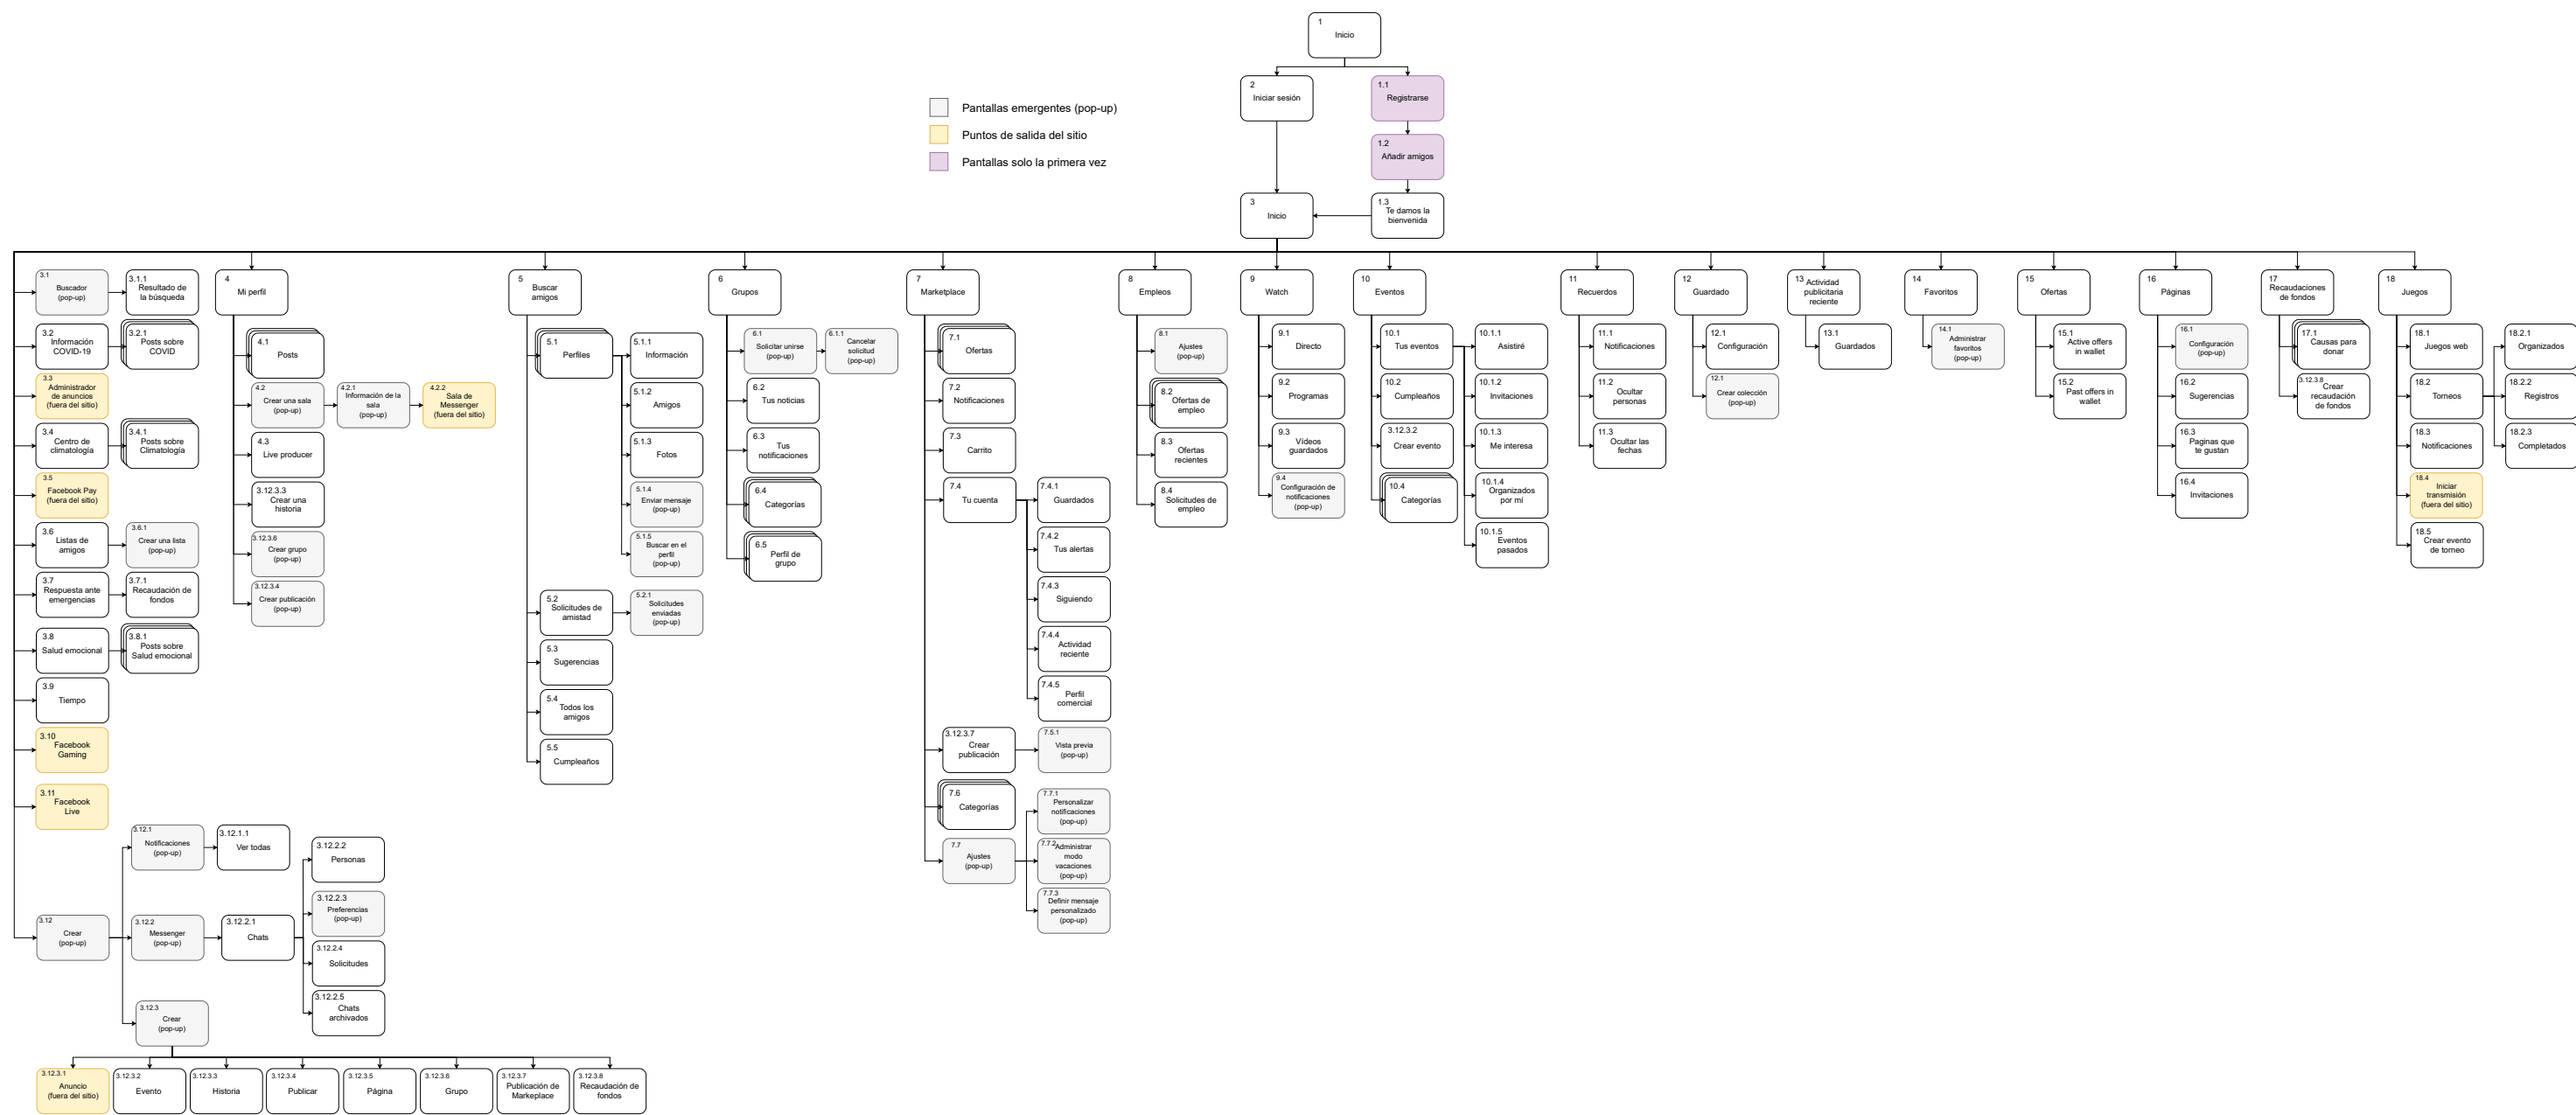 1
Inicio
2
Iniciar sesión
1.1
Registrarse
Pantallas emergentes (pop-up)
Puntos de salida del sitio
Pantallas solo la primera vez
1.2
Añadir amigos
3
Inicio
1.3
Te damos la
bienvenida
3.1
Buscador
(pop-up)
3.1.1
Resultado de
la búsqueda
3.2
Información
COVID-19
3.2.1
Posts sobre
COVID
3.3
Administrador
de anuncios
(fuera del sitio)
3.4
Centro de
climatología
3.4.1
Posts sobre
Climatología
3.5
Facebook Pay
(fuera del sitio)
3.6
Listas de
amigos
3.6.1
Crear una lista
(pop-up)
3.7
Respuesta ante
emergencias
3.7.1
Recaudación de
fondos
3.8
Salud emocional
3.8.1
Posts sobre
Salud emocional
3.9
Tiempo
3.10
Facebook
Gaming
3.11
Facebook
Live
3.12
Crear
(pop-up)
3.12.1
Notificaciones
(pop-up)
3.12.1.1
Ver todas
3.12.2
Messenger
(pop-up)
3.12.2.1
Chats
3.12.2.2
Personas
3.12.2.3
Preferencias
(pop-up)
3.12.2.4
Solicitudes
3.12.2.5
Chats
archivados
3.12.3
Crear
(pop-up)
3.12.3.1
Anuncio
(fuera del sitio)
3.12.3.2
Evento
3.12.3.3
Historia
3.12.3.4
Publicar
3.12.3.5
Página
3.12.3.6
Grupo
3.12.3.7
Publicación de
Markeplace
3.12.3.8
Recaudación de
fondos
4
Mi perfil
4.1
Posts
4.2
Crear una sala
(pop-up)
4.2.1
Información de la
sala
(pop-up)
4.2.2
Sala de
Messenger
(fuera del sitio)
4.3
Live producer
3.12.3.3
Crear una
historia
3.12.3.6
Crear grupo
(pop-up)
3.12.3.4
Crear publicación
(pop-up)
5
Buscar
amigos
5.1
Perfiles
5.1.1
Información
5.1.2
Amigos
5.1.3
Fotos
5.1.4
Enviar mensaje
(pop-up)
5.1.5
Buscar en el
perfil
(pop-up)
5.2
Solicitudes de
amistad
5.2.1
Solicitudes
enviadas
(pop-up)
5.3
Sugerencias
5.4
Todos los
amigos
5.5
Cumpleaños
6
Grupos
6.1
Solicitar unirse
(pop-up)
6.1.1
Cancelar
solicitud
(pop-up)
6.2
Tus noticias
6.3
Tus
notificaciones
6.4
Categorías
6.5
Perfil de
grupo
7
Marketplace
7.1
Ofertas
7.2
Notificaciones
7.3
Carrito
7.4
Tu cuenta
7.4.1
Guardados
7.4.2
Tus alertas
7.4.3
Siguiendo
7.4.4
Actividad
reciente
7.4.5
Perfil
comercial
3.12.3.7
Crear
publicación
7.5.1
Vista previa
(pop-up)
7.6
Categorías
7.7
Ajustes
(pop-up)
7.7.1
Personalizar
notificaciones
(pop-up)
7.7.2
Administrar
modo
vacaciones
(pop-up)
7.7.3
Definir mensaje
personalizado
(pop-up)
8
Empleos
8.1
Ajustes
(pop-up)
8.2
Ofertas de
empleo
8.3
Ofertas
recientes
8.4
Solicitudes de
empleo
9
Watch
9.1
Directo
9.2
Programas
9.3
Vídeos
guardados
9.4
Configuración de
notificaciones
(pop-up)
10
Eventos
10.1
Tus eventos
10.1.1
Asistiré
10.1.2
Invitaciones
10.1.3
Me interesa
10.1.4
Organizados
por mí
10.1.5
Eventos
pasados
10.2
Cumpleaños
3.12.3.2
Crear evento
10.4
Categorías
11
Recuerdos
11.1
Notificaciones
11.2
Ocultar
personas
11.3
Ocultar las
fechas
12
Guardado
12.1
Configuración
12.1
Crear colección
(pop-up)
13
Actividad
publicitaria
reciente
13.1
Guardados
14
Favoritos
14.1
Administrar
favoritos
(pop-up)
15
Ofertas
15.1
Active offers
in wallet
15.2
Past offers in
wallet
16
Páginas
16.1
Configuración
(pop-up)
16.2
Sugerencias
16.3
Paginas que
te gustan
16.4
Invitaciones
17
Recaudaciones
de fondos
17.1
Causas para
donar
3.12.3.8
Crear
recaudación
de fondos
18
Juegos
18.1
Juegos web
18.2
Torneos
18.2.1
Organizados
18.2.2
Registros
18.2.3
Completados
18.3
Notificaciones
18.4
Iniciar
transmisión
(fuera del sitio)
18.5
Crear evento
de torneo